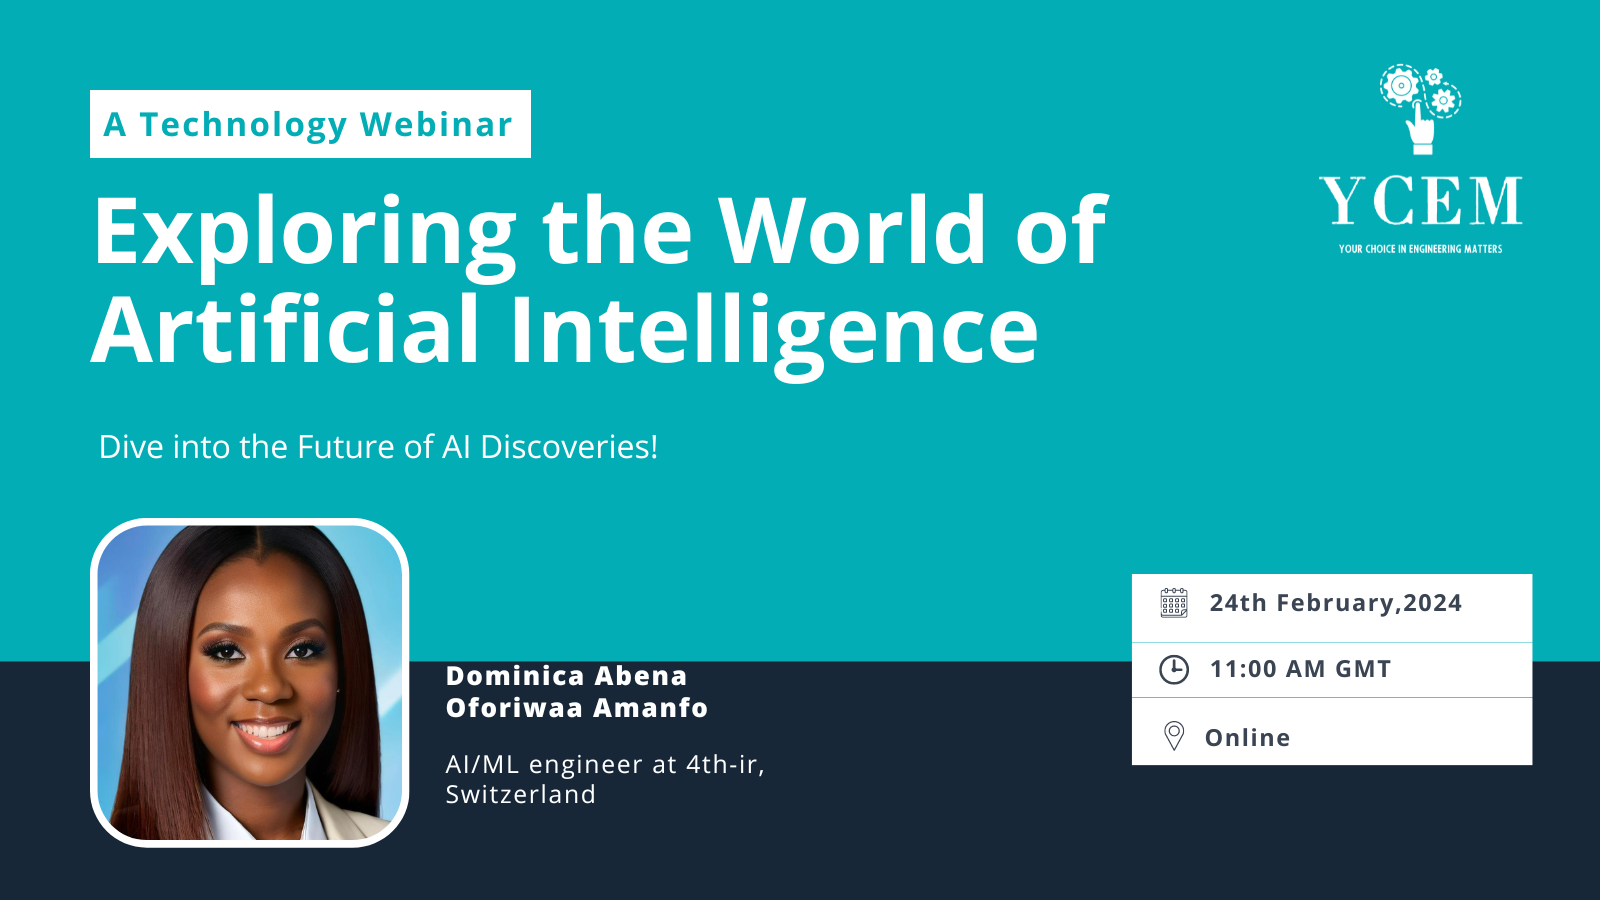 A Technology Webinar
Exploring the World of
Artificial Intelligence
Dive into the Future of AI Discoveries!
YCEM
YOUR CHOICE IN ENGINEERING MATTERS
Dominica Abena
Oforiwaa Amanfo
AI/ML engineer at 4th-ir,
Switzerland
24th February,2024
11:00 AM GMT
Online